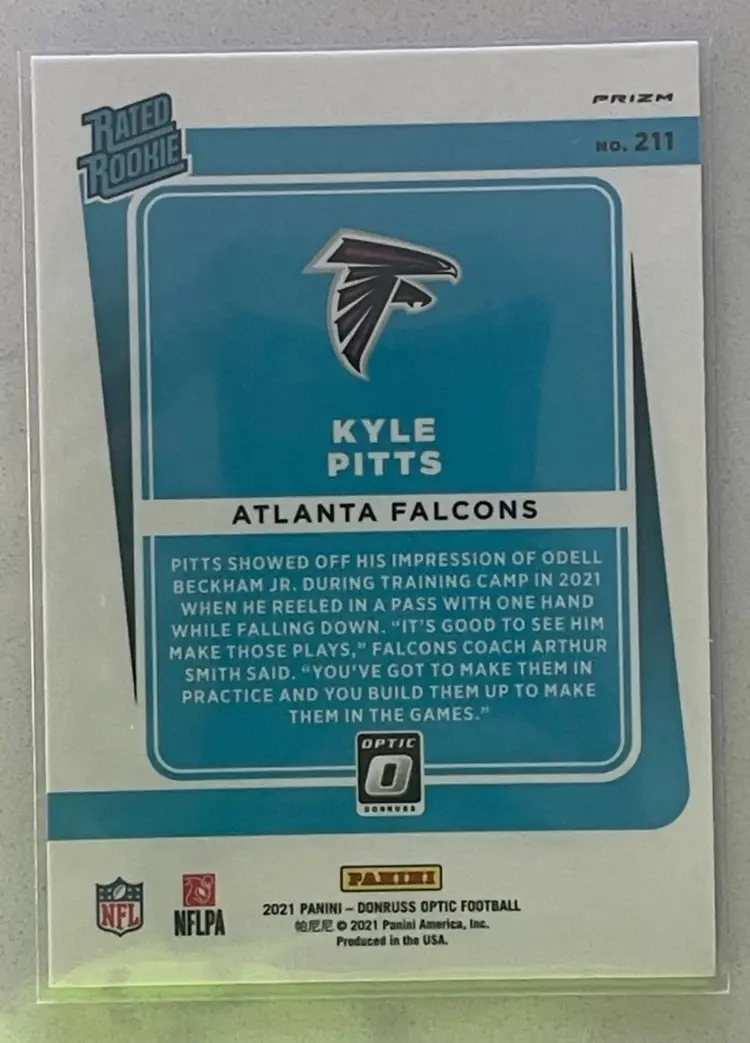 RATED
ROOKIE
PRIZM
NO. 211
KYLE
PITTS
ATLANTA FALCONS
PITTS SHOWED OFF HIS IMPRESSION OF ODELL
BECKHAM JR. DURING TRAINING CAMP IN 2021
WHEN HE REELED IN A PASS WITH ONE HAND
WHILE FALLING DOWN. “IT'S GOOD TO SEE HIM
MAKE THOSE PLAYS,” FALCONS COACH ARTHUR
SMITH SAID. “YOU'VE GOT TO MAKE THEM IN
PRACTICE AND YOU BUILD THEM UP TO MAKE
THEM IN THE GAMES.”
OPTIC
O
DONRUSS
PANINI
NFL
NFLPA
2021 PANINI – DONRUSS OPTIC FOOTBALL
帕尼尼 © 2021 Panini America, Inc.
Produced in the USA.